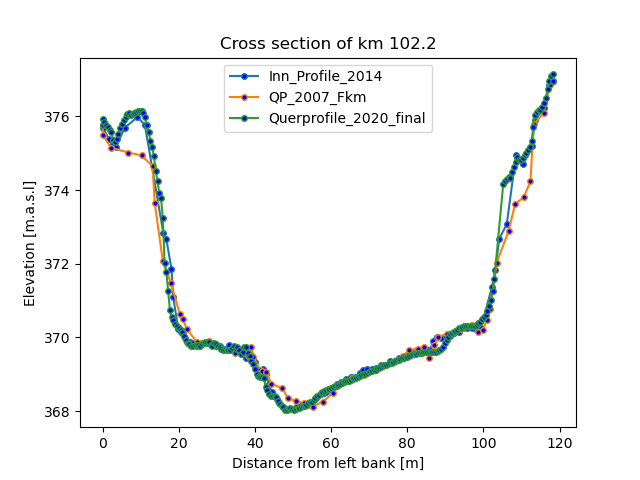 Cross section of km 102.2
Inn_Profile_2014
QP_2007_Fkm
Querprofile_2020_final
Elevation [m.a.s.l]
376
374
372
370
368
0 20 40 60 80 100 120
Distance from left bank [m]